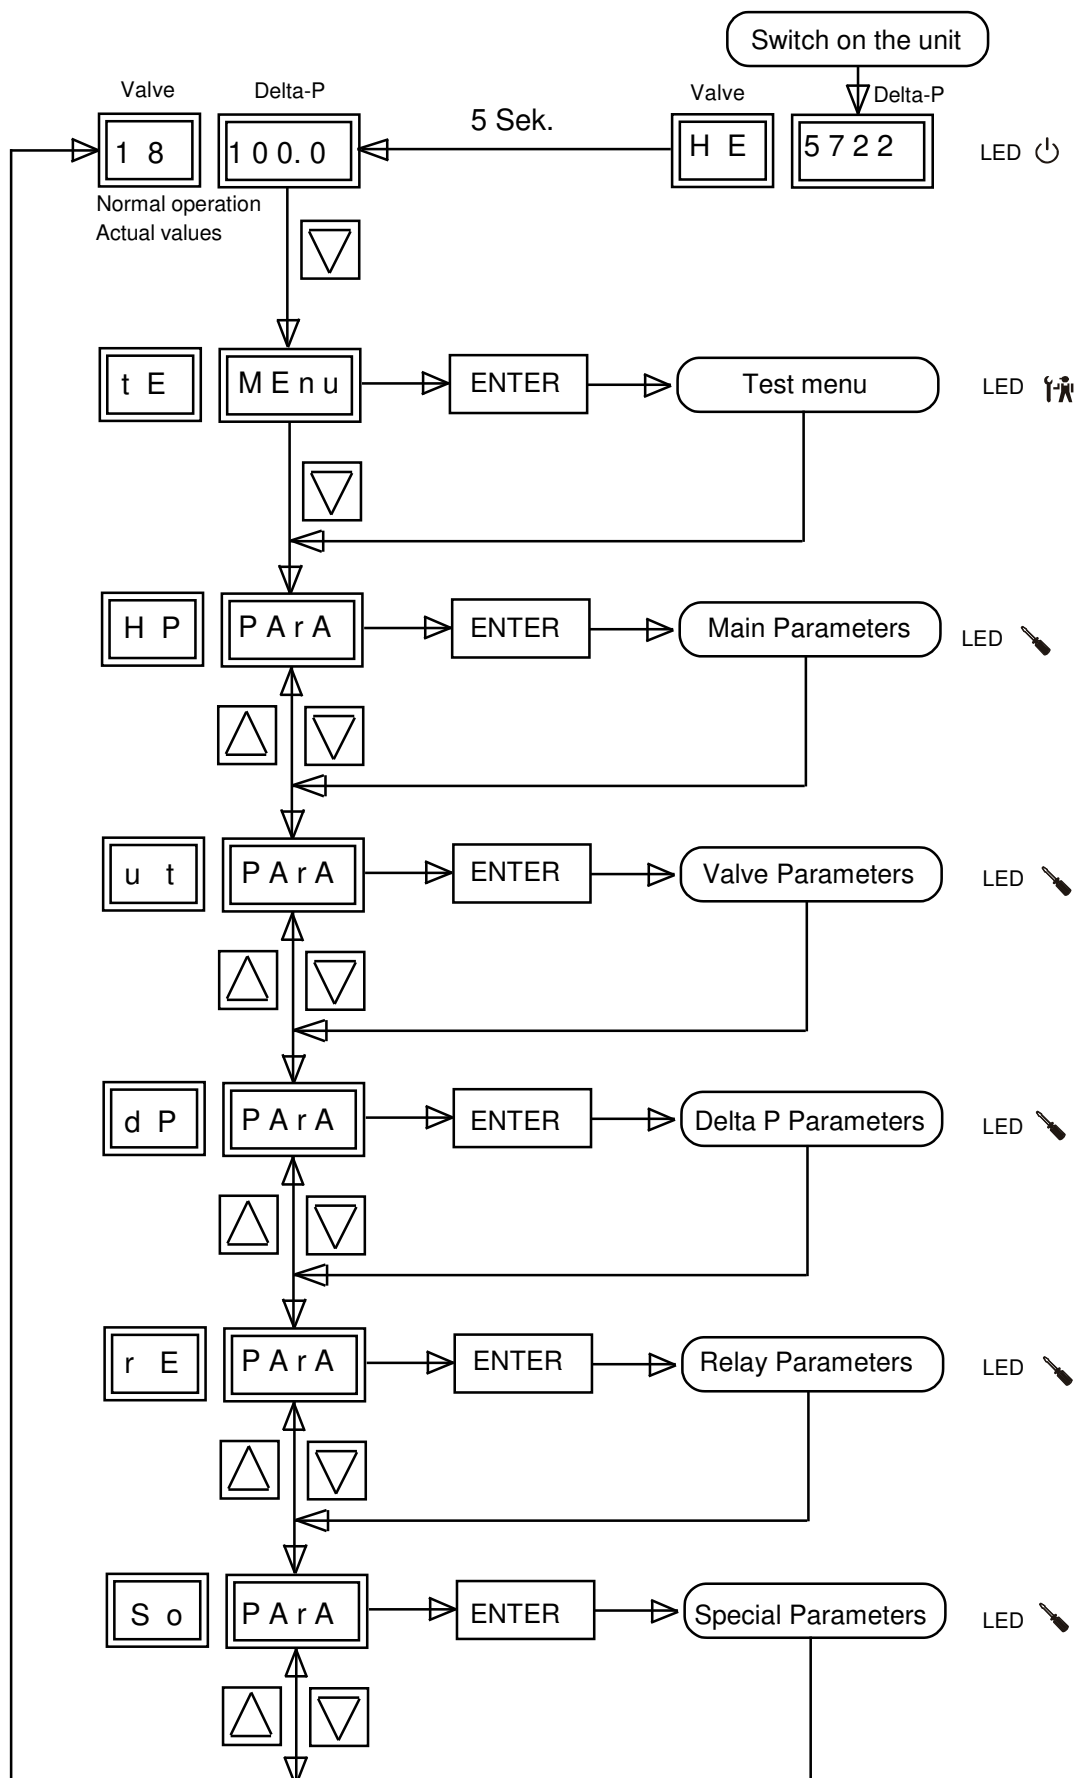 Switch on the unit
Valve Delta-P Valve Delta-P
1 8 1 0 0. 0 5 Sek. H E 5 7 2 2 LED
Normal operation
Actual values
t E M E n u ENTER Test menu LED
H P P A r A ENTER Main Parameters LED
u t P A r A ENTER Valve Parameters LED
d P P A r A ENTER Delta P Parameters LED
r E P A r A ENTER Relay Parameters LED
S o P A r A ENTER Special Parameters LED